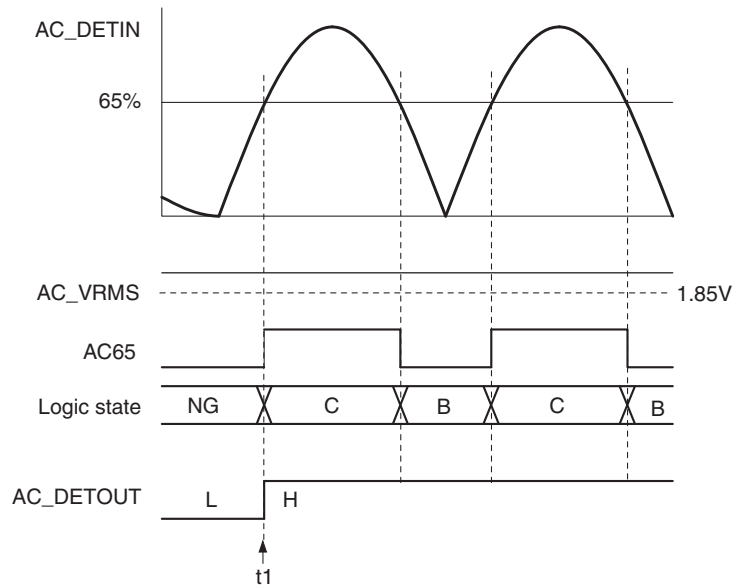 AC_DETIN
65%
AC_VRMS
1.85V
AC65
Logic state
NG
C
B
C
B
AC_DETOUT
L
H
t1